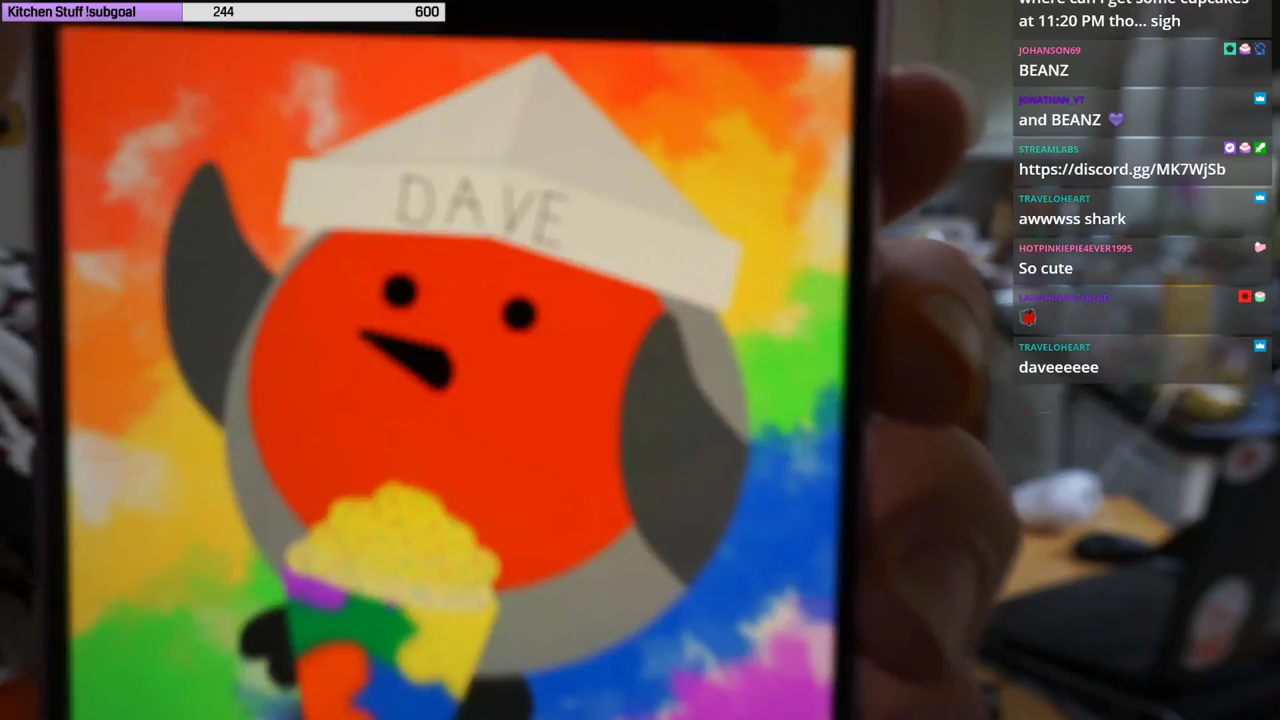 Kitchen Stuff !subgoal 244 600
where can i get some cupcakes
at 11:20 PM tho... sigh
JOHANSON69
BEANZ
JONATHAN_VT
and BEANZ
STREAMLABS
https://discord.gg/MK7WjSb
TRAVELOHEART
awwwss shark
HOTPINKIEPIE4EVER1995
So cute
TRAVELOHEART
daveeeeee
DAVE